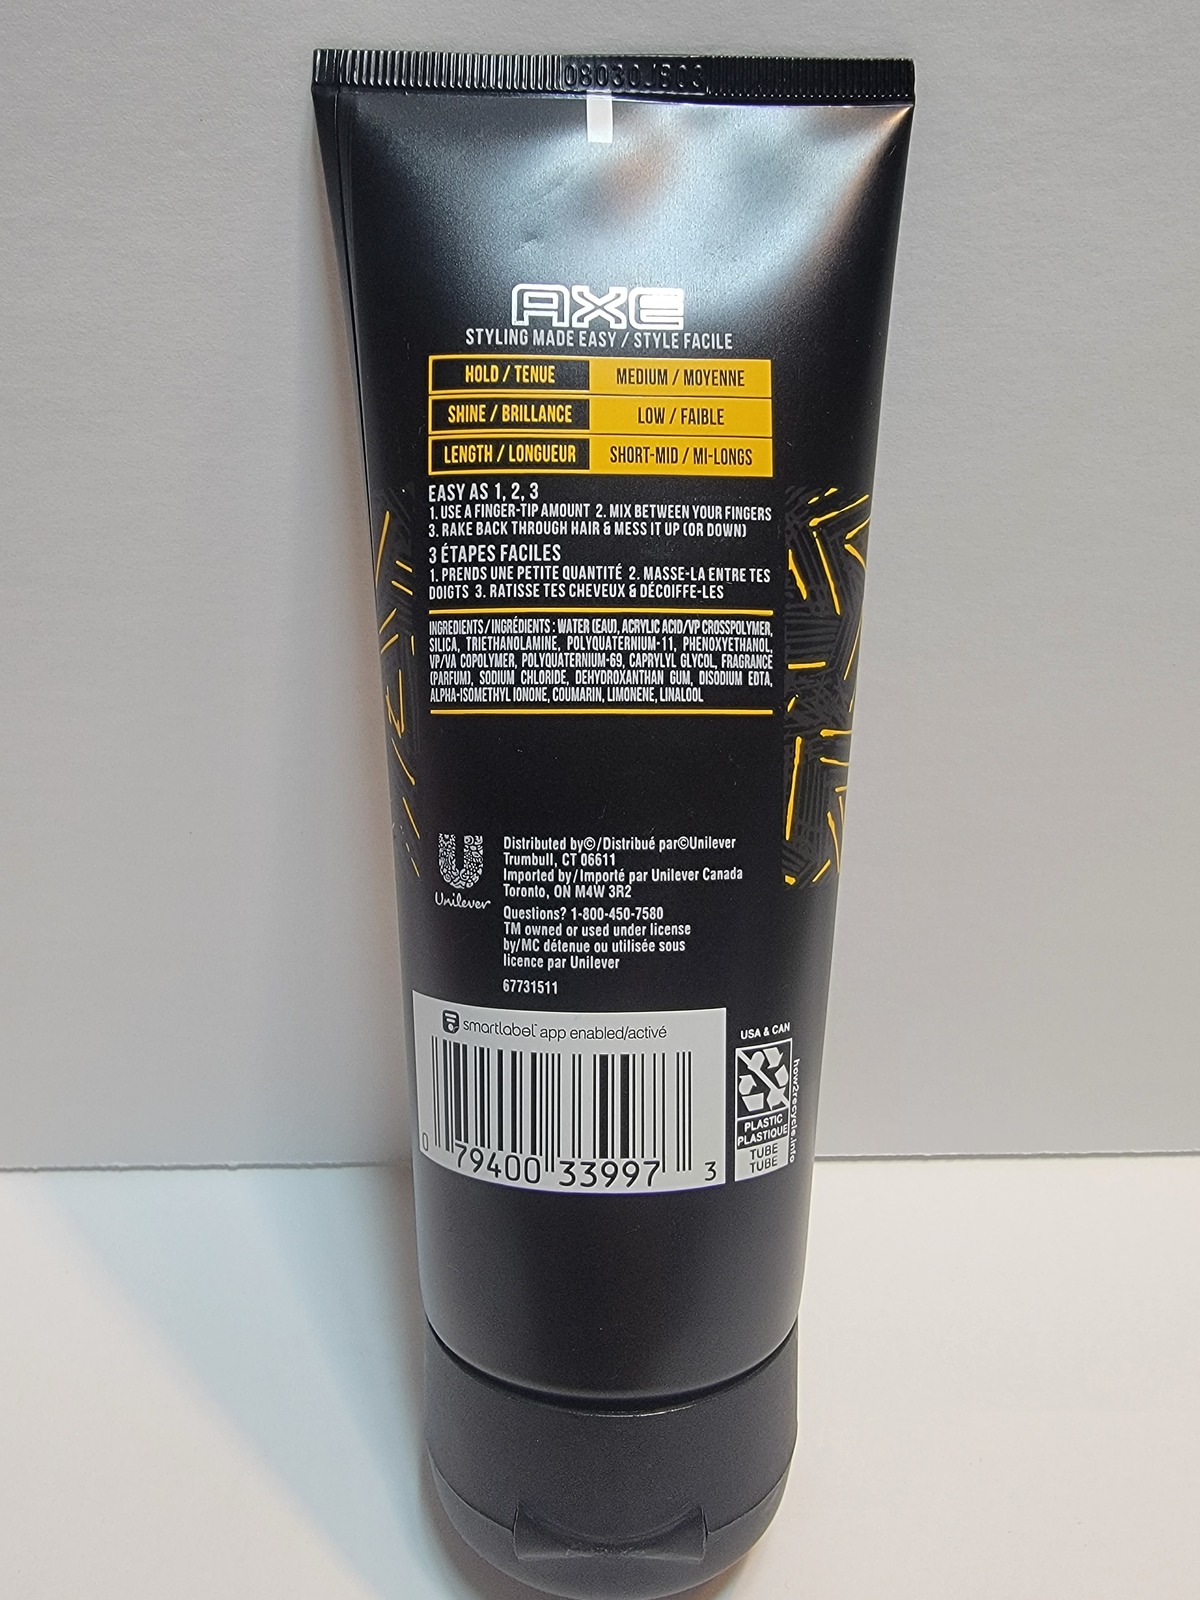 08030JB03
AXE
STYLING MADE EASY / STYLE FACILE
HOLD / TENUE MEDIUM / MOYENNE
SHINE / BRILLANCE LOW / FAIBLE
LENGTH / LONGUEUR SHORT-MID / MI-LONGS
EASY AS 1, 2, 3
1. USE A FINGER-TIP AMOUNT 2. MIX BETWEEN YOUR FINGERS
3. RAKE BACK THROUGH HAIR & MESS IT UP (OR DOWN)
3 ÉTAPES FACILES
1. PRENDS UNE PETITE QUANTITÉ 2. MASSE-LA ENTRE TES
DOIGTS 3. RATISSE TES CHEVEUX & DÉCOIFFE-LES
INGREDIENTS / INGRÉDIENTS : WATER (EAU), ACRYLIC ACID/VP CROSSPOLYMER,
SILICA, TRIETHANOLAMINE, POLYQUATERNIUM-11, PHENOXYETHANOL,
VP/VA COPOLYMER, POLYQUATERNIUM-69, CAPRYLYL GLYCOL, FRAGRANCE
(PARFUM), SODIUM CHLORIDE, DEHYDROXANTHAN GUM, DISODIUM EDTA,
ALPHA-ISOMETHYL IONONE, COUMARIN, LIMONENE, LINALOOL
Unilever
Distributed by©/Distribué par©Unilever
Trumbull, CT 06611
Imported by/Importé par Unilever Canada
Toronto, ON M4W 3R2
Questions? 1-800-450-7580
TM owned or used under license
by/MC détenue ou utilisée sous
licence par Unilever
67731511
smartlabel™ app enabled/activé
0 79400 33997 3
USA & CAN
PLASTIC
PLASTIQUE
TUBE
TUBE
how2recycle.info